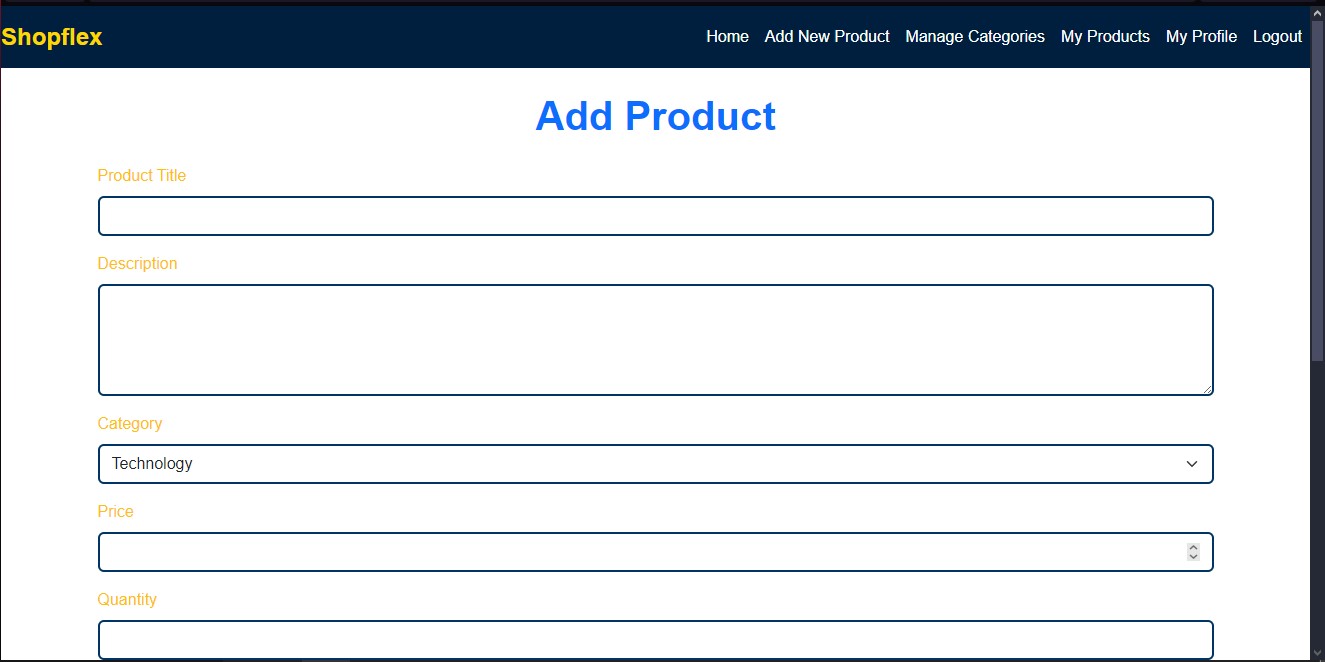 Shopflex Home Add New Product Manage Categories My Products My Profile Logout
Add Product
Product Title
Description
Category
Technology
Price
Quantity